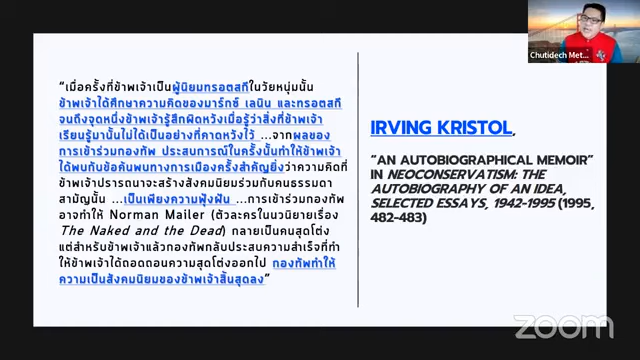 Chutidech Met...
"เมื่อครั้งที่ข้าพเจ้าเป็นผู้นิยมทรอตสกีในวัยหนุ่มนั้น
ข้าพเจ้าได้ศึกษาความคิดของมาร์กซ์ เลนิน และทรอตสกี
จนถึงจุดหนึ่งข้าพเจ้ารู้สึกผิดหวังเมื่อรู้ว่าสิ่งที่ข้าพเจ้า
เรียนรู้มานั้นไม่ได้เป็นอย่างที่คาดหวังไว้ ...จากผลของ
การเข้าร่วมกองทัพ ประสบการณ์ในครั้งนั้นทำให้ข้าพเจ้า
ได้พบกับข้อค้นพบทางการเมืองครั้งสำคัญยิ่งว่าความคิดที่
ข้าพเจ้าปรารถนาจะสร้างสังคมนิยมร่วมกับคนธรรมดา
สามัญนั้น ...เป็นเพียงความฟุ้งฝัน ...การเข้าร่วมกองทัพ
อาจทำให้ Norman Mailer (ตัวละครในนวนิยายเรื่อง
The Naked and the Dead) กลายเป็นคนสุดโต่ง
แต่สำหรับข้าพเจ้าแล้วกองทัพกลับประสบความสำเร็จที่ทำ
ให้ข้าพเจ้าได้ถอดถอนความสุดโต่งออกไป กองทัพทำให้
ความเป็นสังคมนิยมของข้าพเจ้าสิ้นสุดลง"
IRVING KRISTOL,
"AN AUTOBIOGRAPHICAL MEMOIR"
IN NEOCONSERVATISM: THE
AUTOBIOGRAPHY OF AN IDEA,
SELECTED ESSAYS, 1942-1995 (1995,
482-483)
zoom